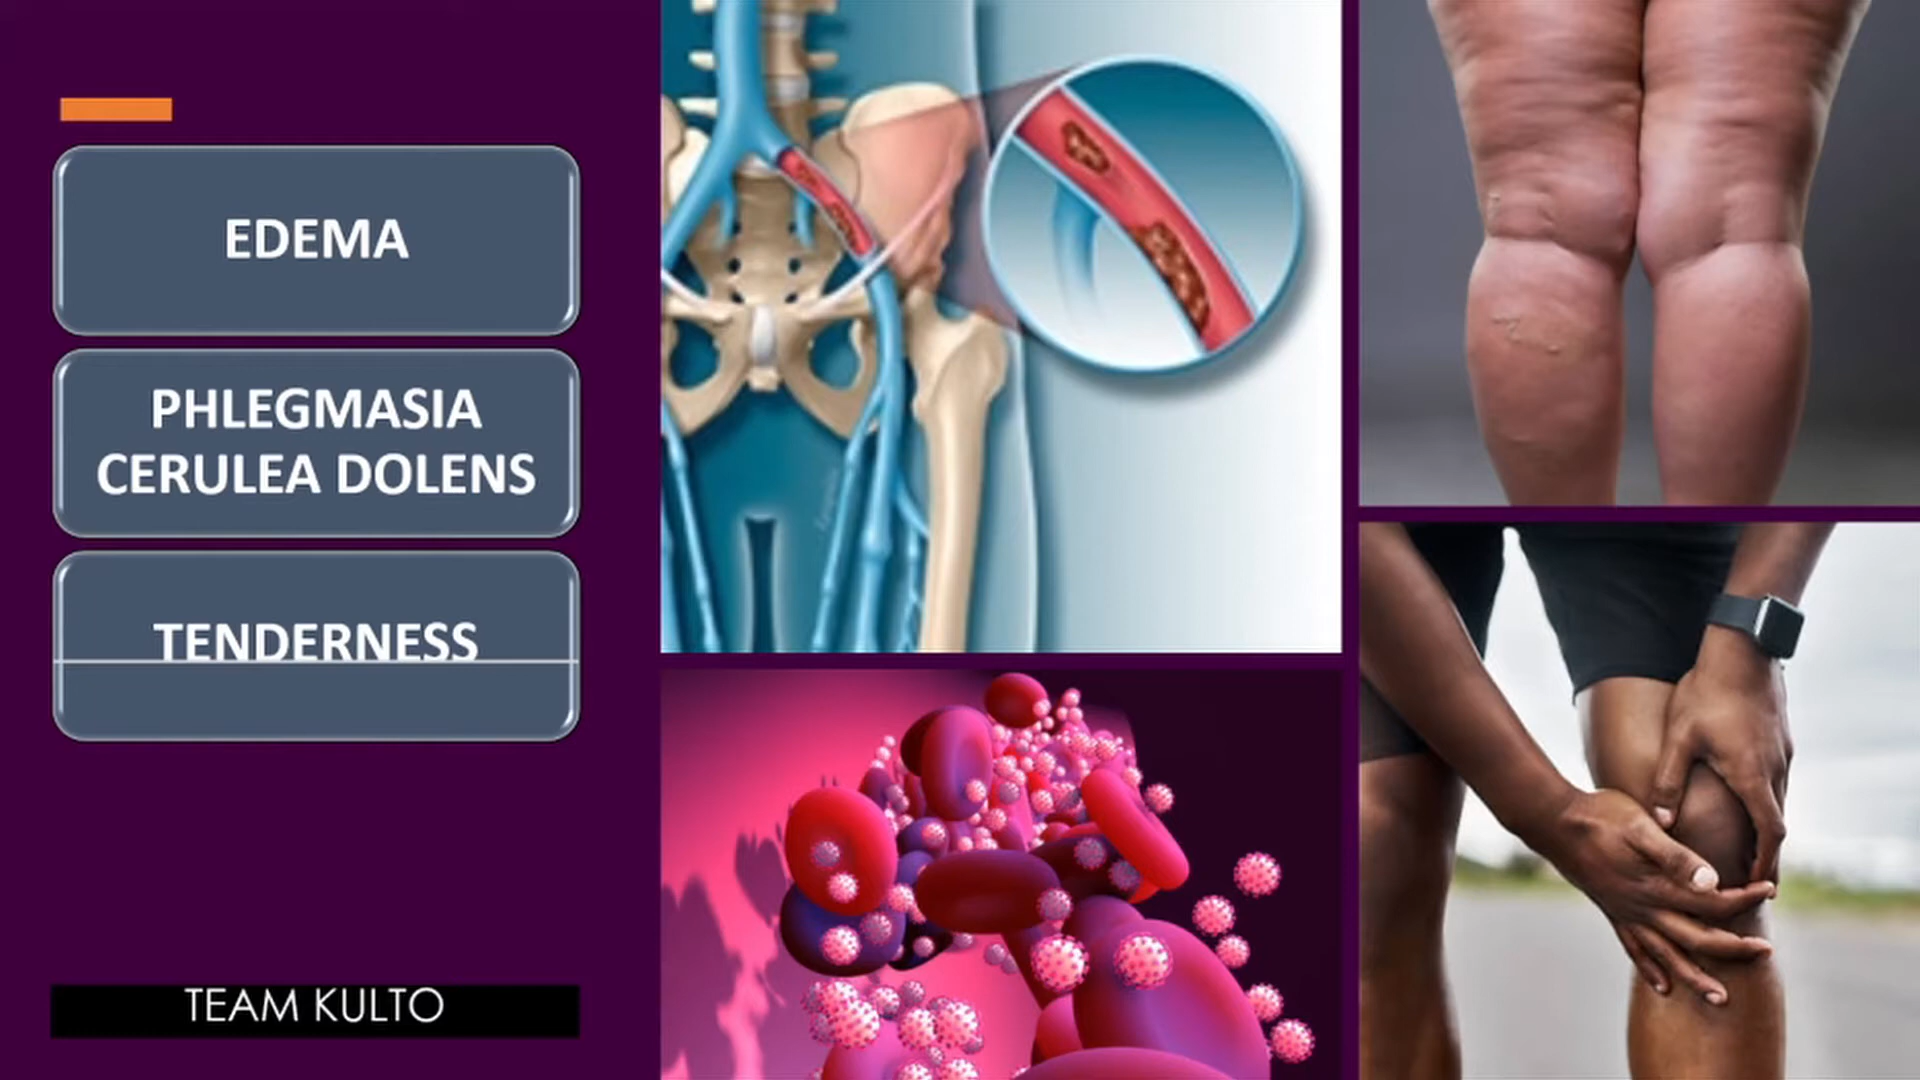 EDEMA
PHLEGMASIA
CERULEA DOLENS
TENDERNESS
TEAM KULTO